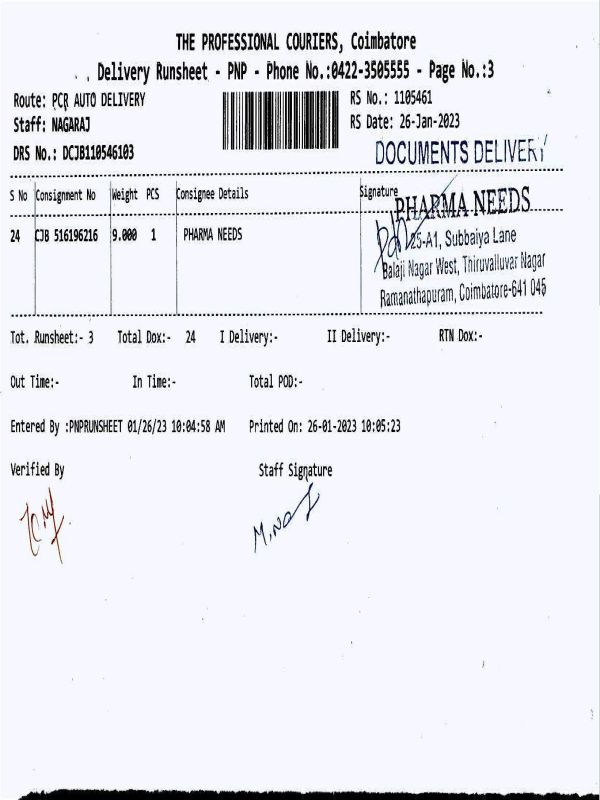 THE PROFESSIONAL COURIERS, Coimbatore
Delivery Runsheet - PNP - Phone No.:0422-3505555 - Page No.:3
Route: PCR AUTO DELIVERY
RS No.: 1105461
Staff: NAGARAJ
RS Date: 26-Jan-2023
DRS No.: DCJB110546103
DOCUMENTS DELIVERY
S No Consignment No Weight PCS Consignee Details Signature
24 CJB 516196216 9.000 1 PHARMA NEEDS
PHARMA NEEDS
25-A1, Subbaiya Lane
Balaji Nagar West, Thiruvalluvar Nagar
Ramanathapuram, Coimbatore-641 045
Tot. Runsheet:- 3 Total Dox:- 24 I Delivery:- II Delivery:- RTN Dox:-
Out Time:- In Time:- Total POD:-
Entered By :PNPRUNSHEET 01/26/23 10:04:58 AM Printed On: 26-01-2023 10:05:23
Verified By Staff Signature